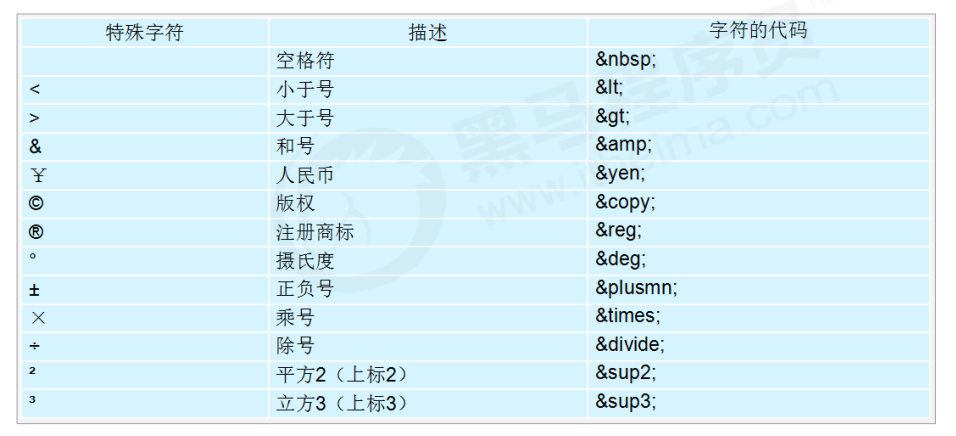 特殊字符 描述 字符的代码
空格符 &nbsp;
< 小于号 &lt;
> 大于号 &gt;
& 和号 &amp;
￥ 人民币 &yen;
© 版权 &copy;
® 注册商标 &reg;
° 摄氏度 &deg;
± 正负号 &plusmn;
× 乘号 &times;
÷ 除号 &divide;
² 平方2（上标2） &sup2;
³ 立方3（上标3） &sup3;
黑马程序员
www.itheima.com